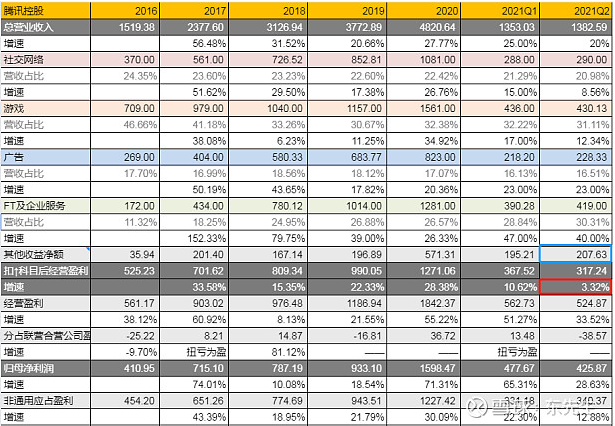 腾讯控股 2016 2017 2018 2019 2020 2021Q1 2021Q2
总营业收入 1519.38 2377.60 3126.94 3772.89 4820.64 1353.03 1382.59
增速 56.48% 31.52% 20.66% 27.77% 25.00% 20%
社交网络 370.00 561.00 726.52 852.81 1081.00 288.00 290.00
营收占比 24.35% 23.60% 23.23% 22.60% 22.42% 21.29% 20.98%
增速 51.62% 29.50% 17.38% 26.76% 15.00% 8.56%
游戏 709.00 979.00 1040.00 1157.00 1561.00 436.00 430.13
营收占比 46.66% 41.18% 33.26% 30.67% 32.38% 32.22% 31.11%
增速 38.08% 6.23% 11.25% 34.92% 17.00% 12.34%
广告 269.00 404.00 580.33 683.77 823.00 218.20 228.33
营收占比 17.70% 16.99% 18.56% 18.12% 17.07% 16.13% 16.51%
增速 50.19% 43.65% 17.82% 20.36% 23.00% 23.00%
FT及企业服务 172.00 434.00 780.12 1014.00 1281.00 390.28 419.00
营收占比 11.32% 18.25% 24.95% 26.88% 26.57% 28.84% 30.31%
增速 152.33% 79.75% 39.00% 26.33% 47.00% 40.00%
其他收益净额 35.94 201.40 167.14 196.89 571.31 195.21 207.63
扣†科目后经营盈利 525.23 701.62 809.34 990.05 1271.06 367.52 317.24
增速 33.58% 15.35% 22.33% 28.38% 10.62% 3.32%
经营盈利 561.17 903.02 976.48 1186.94 1842.37 562.73 524.87
增速 38.12% 60.92% 8.13% 21.55% 55.22% 51.27% 33.52%
分占联营合营公司盈 -25.22 8.21 14.87 -16.81 36.72 13.49 -38.57
增速 -9.70% 扭亏为盈 81.12% —— —— 扭亏为盈 ——
归母净利润 410.95 715.10 787.19 933.10 1598.47 477.67 425.87
增速 74.01% 10.08% 18.54% 71.31% 65.31% 28.63%
非通用应占盈利 454.20 651.26 774.69 943.51 1227.42 331.18 340.37
增速 43.39% 18.95% 21.79% 30.09% 22.30% 12.88%
雪球：东先生